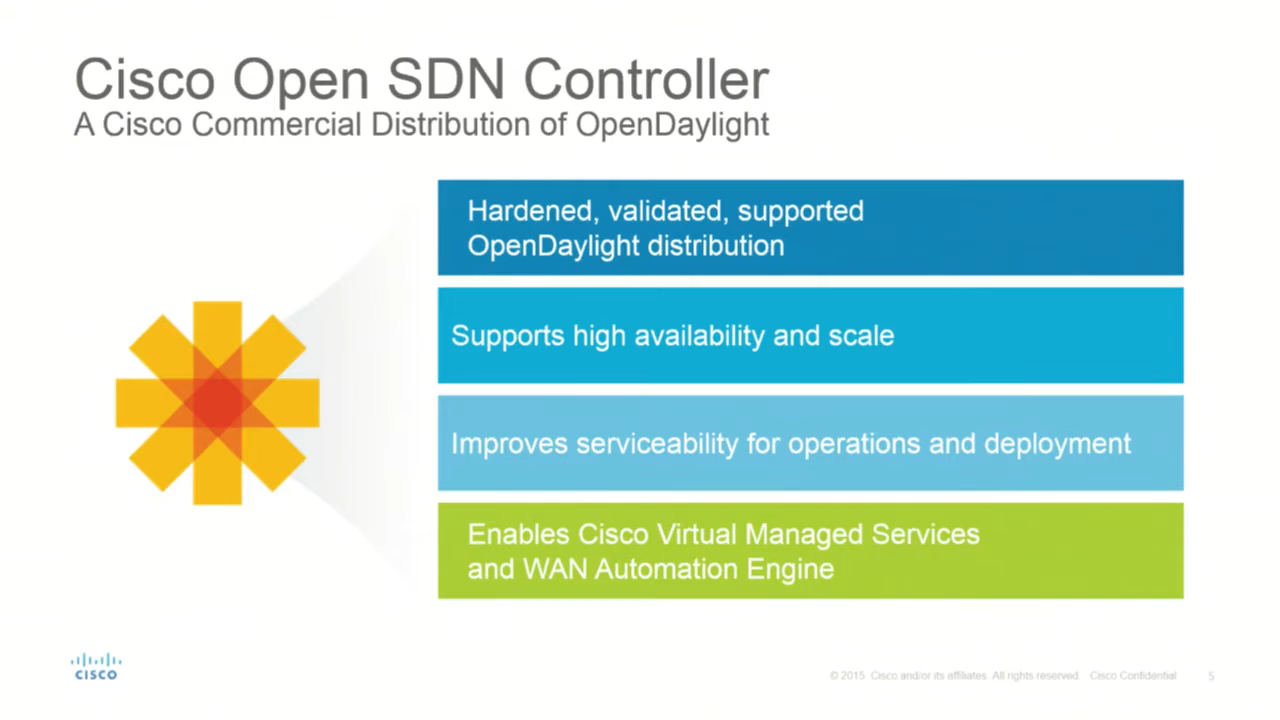 Cisco Open SDN Controller
A Cisco Commercial Distribution of OpenDaylight
Hardened, validated, supported
OpenDaylight distribution
Supports high availability and scale
Improves serviceability for operations and deployment
Enables Cisco Virtual Managed Services
and WAN Automation Engine
CISCO
© 2015 Cisco and/or its affiliates. All rights reserved. Cisco Confidential 5